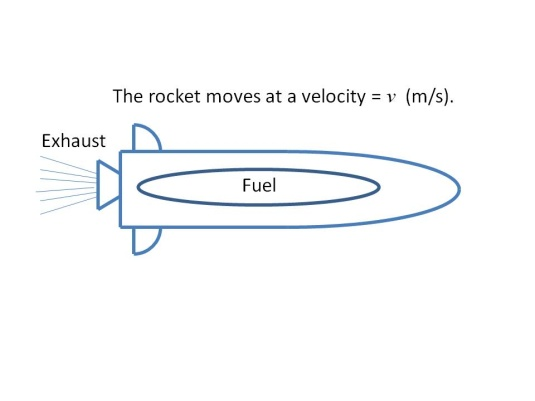 The rocket moves at a velocity = v (m/s).
Exhaust
Fuel